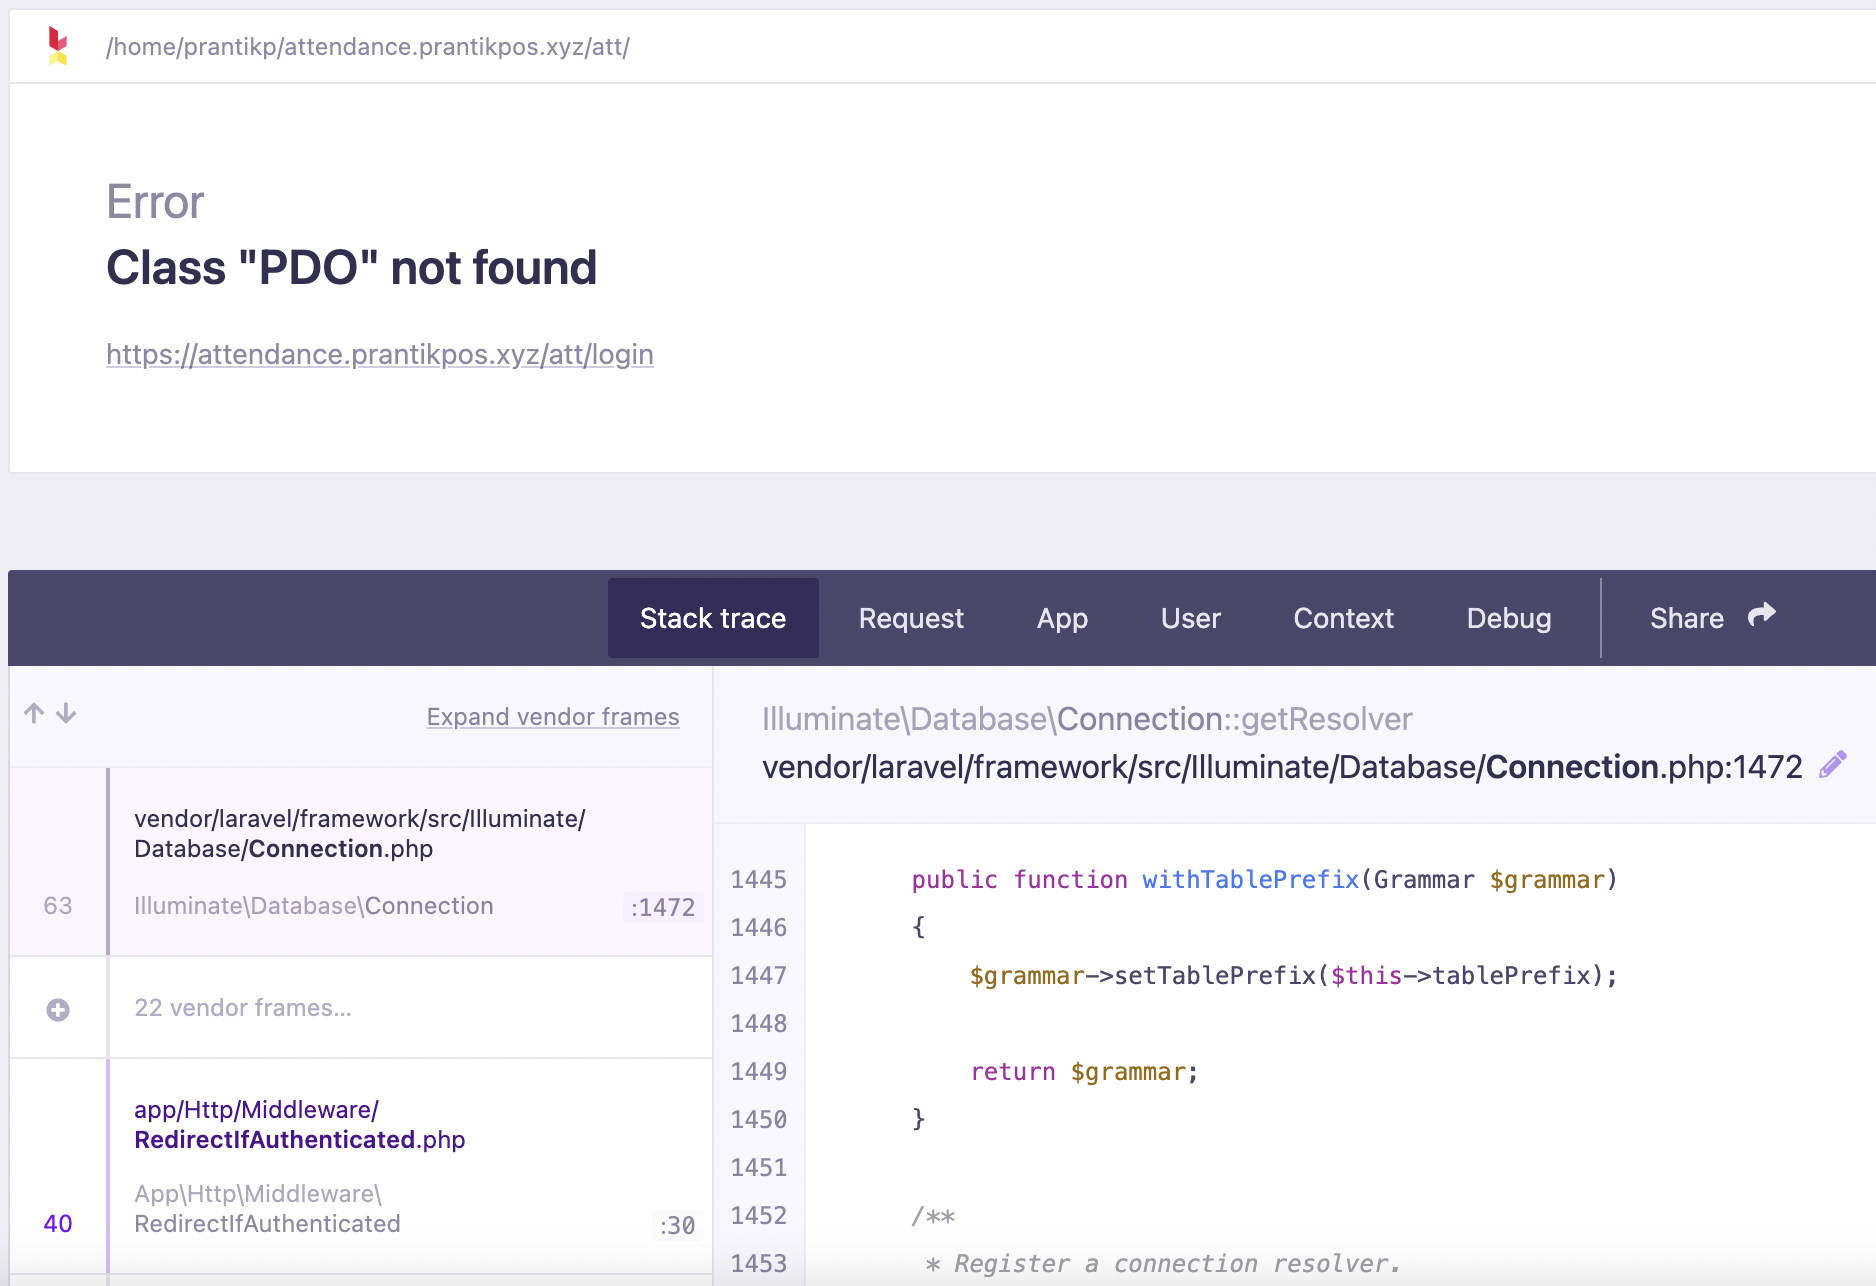 /home/prantikp/attendance.prantikpos.xyz/att/
Error
Class "PDO" not found
https://attendance.prantikpos.xyz/att/login
Stack trace
Request
App
User
Context
Debug
Share
Expand vendor frames
vendor/laravel/framework/src/Illuminate/
Database/Connection.php
63
Illuminate\Database\Connection
:1472
22 vendor frames...
app/Http/Middleware/
RedirectIfAuthenticated.php
App\Http\Middleware\
40
RedirectIfAuthenticated
:30
Illuminate\Database\Connection::getResolver
vendor/laravel/framework/src/Illuminate/Database/Connection.php:1472
1445 public function withTablePrefix(Grammar $grammar)
1446 {
1447 $grammar->setTablePrefix($this->tablePrefix);
1448
1449 return $grammar;
1450 }
1451
1452 /**
1453 * Register a connection resolver.